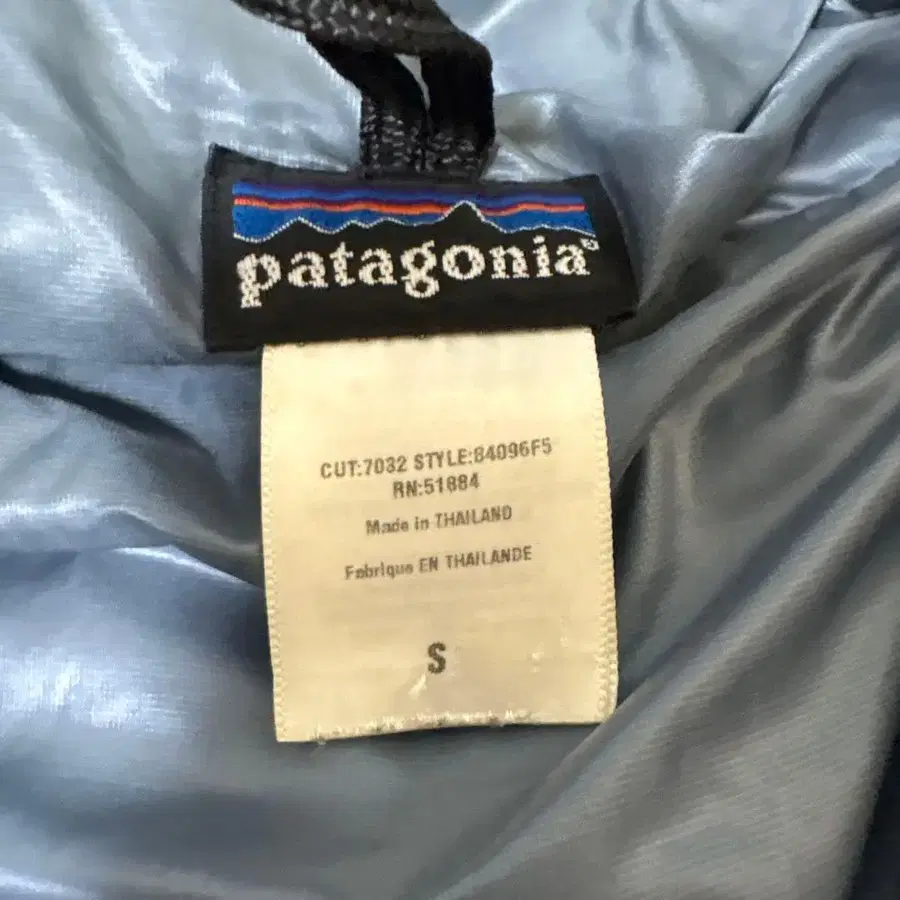 patagonia®
CUT:7032 STYLE:84096F5
RN:51884
Made in THAILAND
Fabrique EN THAILANDE
S